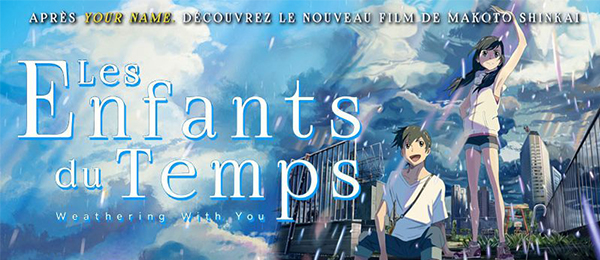 APRÈS YOUR NAME. DÉCOUVREZ LE NOUVEAU FILM DE MAKOTO SHINKAI
Les
Enfants
du Temps
Weathering With You